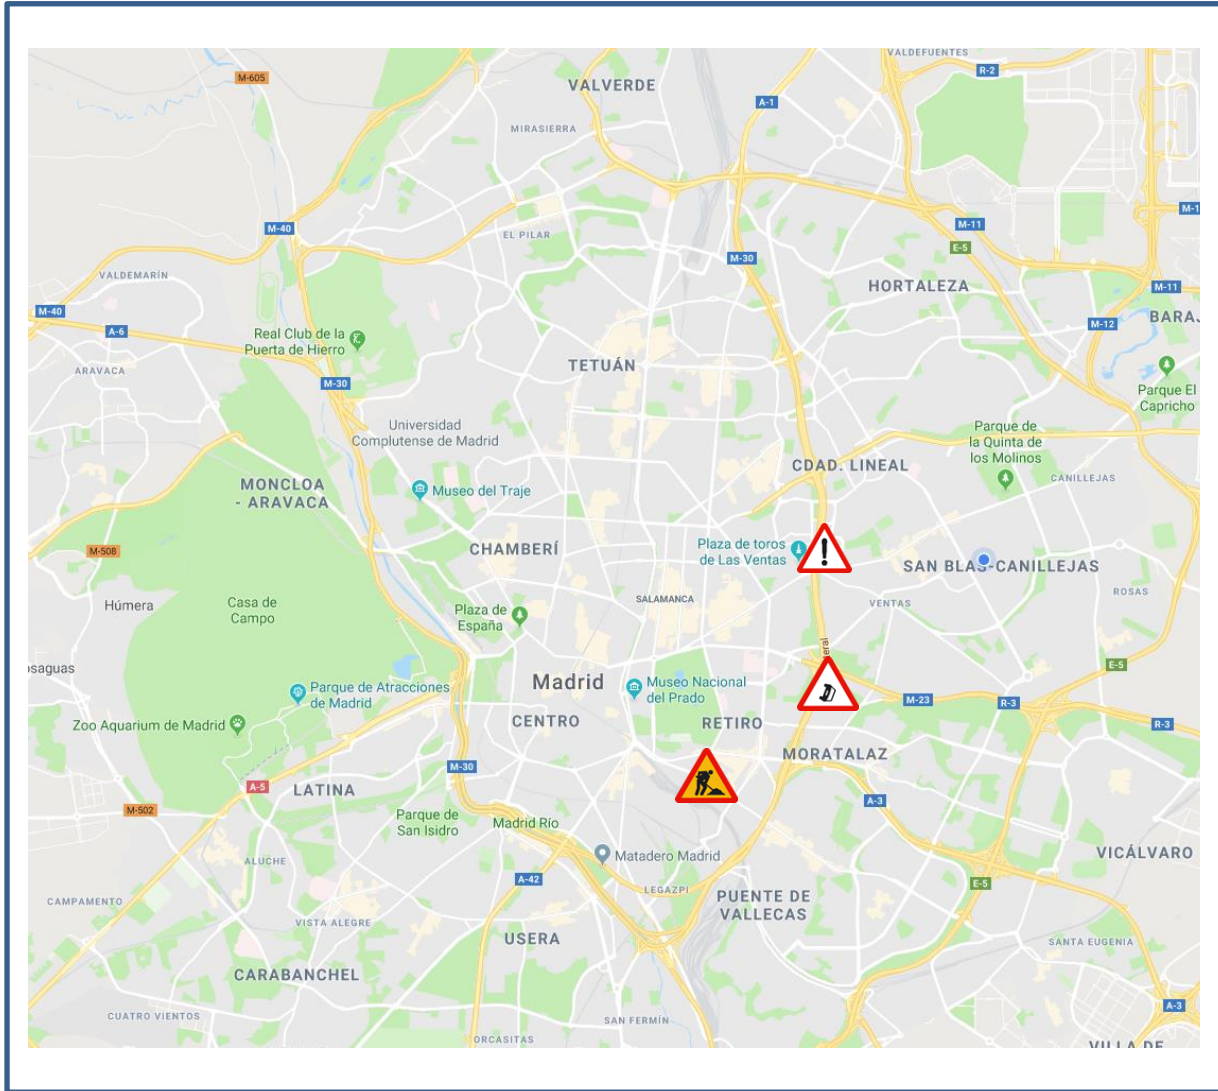 VALDEFUENTES
R-2
M-605
VALVERDE
A-1
MIRASIERRA
M-1
M-40
EL PILAR
M-11
E-5
M-30
VALDEMARÍN
HORTALEZA
M-11
M-40
A-6
M-12
BARAJ
Real Club de la
Puerta de Hierro
TETUÁN
ARAVACA
M-30
Parque El
Capricho
Universidad
Complutense de Madrid
Parque de
la Quinta de
los Molinos
CDAD. LINEAL
CANILLEJAS
MONCLOA
- ARAVACA
Museo del Traje
M-508
CHAMBERÍ
Plaza de toros
de Las Ventas
!
SAN BLAS-CANILLEJAS
ROSAS
Húmera
Casa de
Campo
Plaza de
España
SALAMANCA
VENTAS
osaguas
E-5
Parque de Atracciones
de Madrid
Madrid
Museo Nacional
del Prado
M-23
R-3
R-3
Zoo Aquarium de Madrid
CENTRO
RETIRO
MORATALAZ
M-30
A-5
LATINA
M-502
A-3
Parque de
San Isidro
Madrid Río
Matadero Madrid
VICÁLVARO
ALUCHE
A-42
LEGAZPI
E-5
CAMPAMENTO
PUENTE DE
VALLECAS
VISTA ALEGRE
USERA
SANTA EUGENIA
CARABANCHEL
A-3
CUATRO VIENTOS
SAN FERMÍN
ORCASITAS
VILLA DE